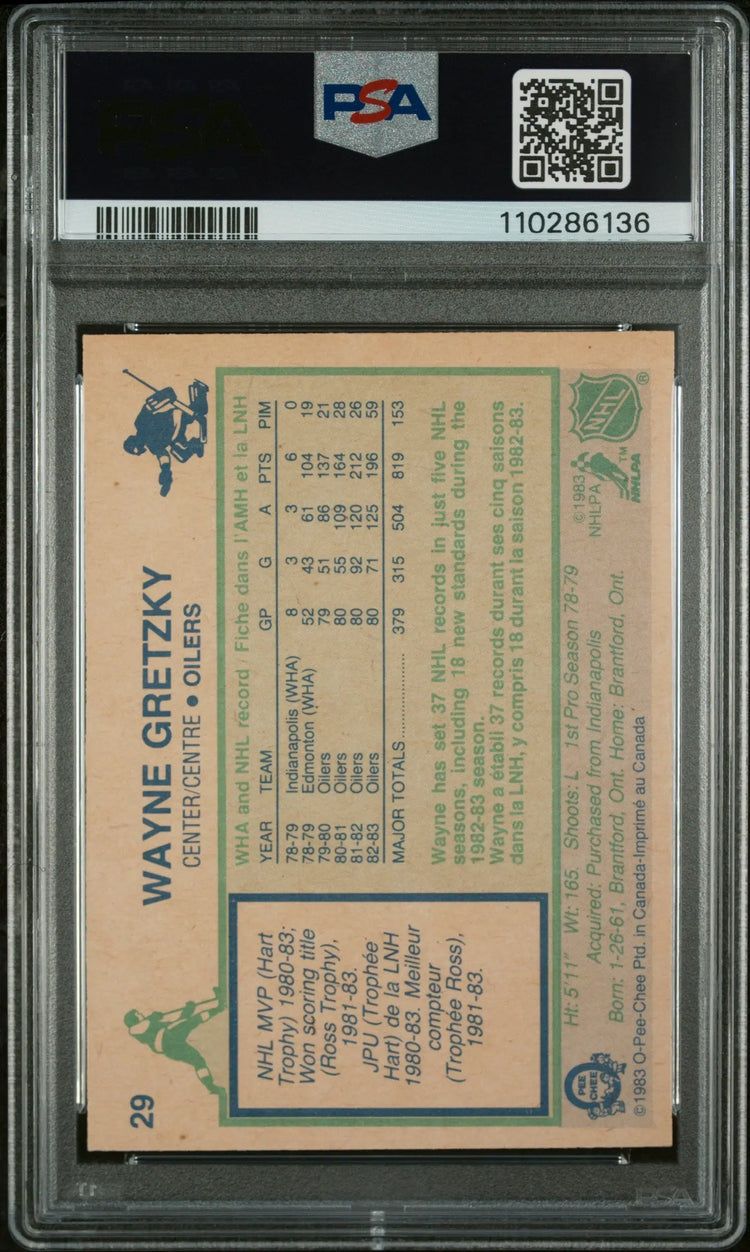 PSA
110286136
29
WAYNE GRETZKY
CENTER/CENTRE • OILERS
NHL MVP (Hart
Trophy) 1980-83;
Won scoring title
(Ross Trophy),
1981-83.
JPU (Trophée
Hart) de la LNH
1980-83. Meilleur
compteur
(Trophée Ross),
1981-83.
WHA and NHL record / Fiche dans l'AMH et la LNH
YEAR TEAM GP G A PTS PIM
78-79 Indianapolis (WHA) 8 3 3 6 0
78-79 Edmonton (WHA) 52 43 61 104 19
79-80 Oilers 79 51 86 137 21
80-81 Oilers 80 55 109 164 28
81-82 Oilers 80 92 120 212 26
82-83 Oilers 80 71 125 196 59
MAJOR TOTALS .................... 379 315 504 819 153
Wayne has set 37 NHL records in just five NHL
seasons, including 18 new standards during the
1982-83 season.
Wayne a établi 37 records durant ses cinq saisons
dans la LNH, y compris 18 durant la saison 1982-83.
Ht: 5'11" Wt: 165. Shoots: L 1st Pro Season 78-79
Acquired: Purchased from Indianapolis
Born: 1-26-61, Brantford, Ont. Home: Brantford, Ont.
©1983 O-Pee-Chee Ptd. in Canada-Imprimé au Canada
O PEE CHEE
©1983
NHLPA
TM
NHLPA
NHL
®
PSA